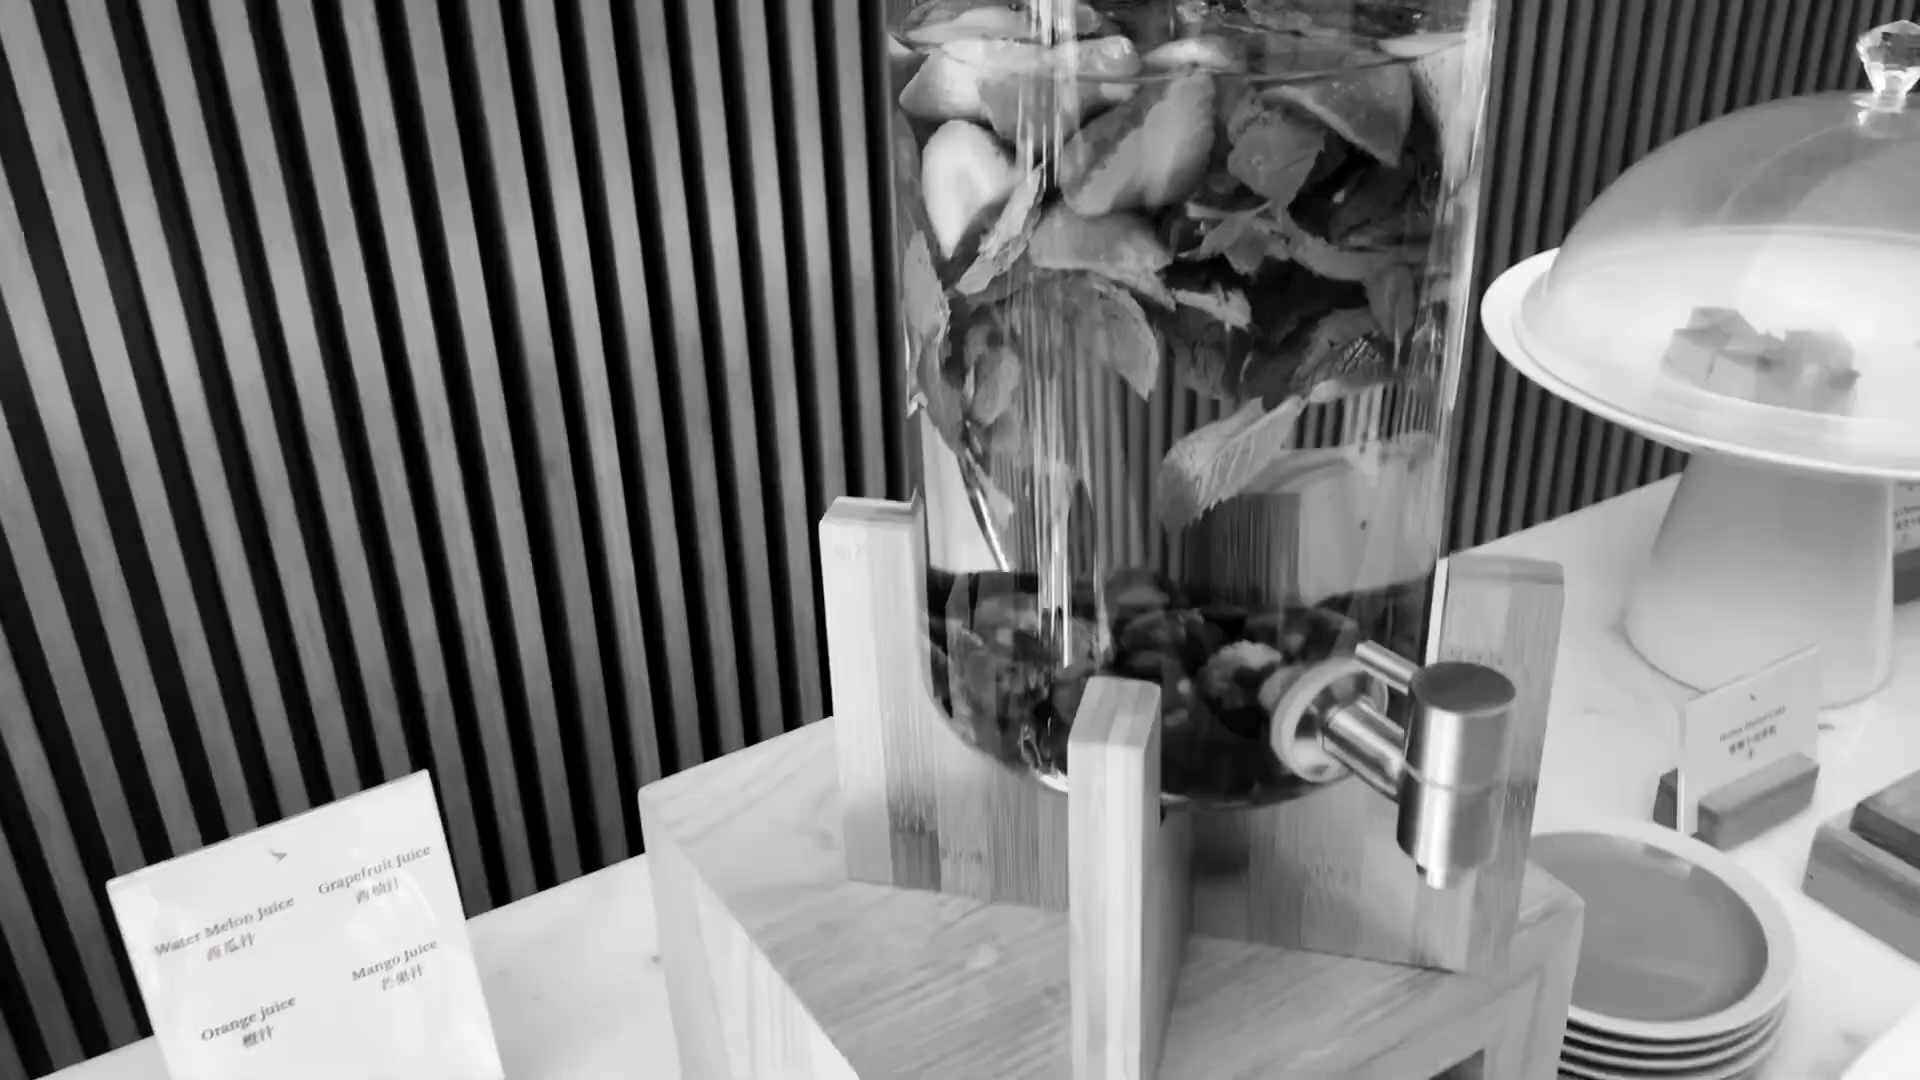 Grapefruit Juice
西柚汁
Water Melon Juice
西瓜汁
Mango Juice
芒果汁
Orange juice
橙汁